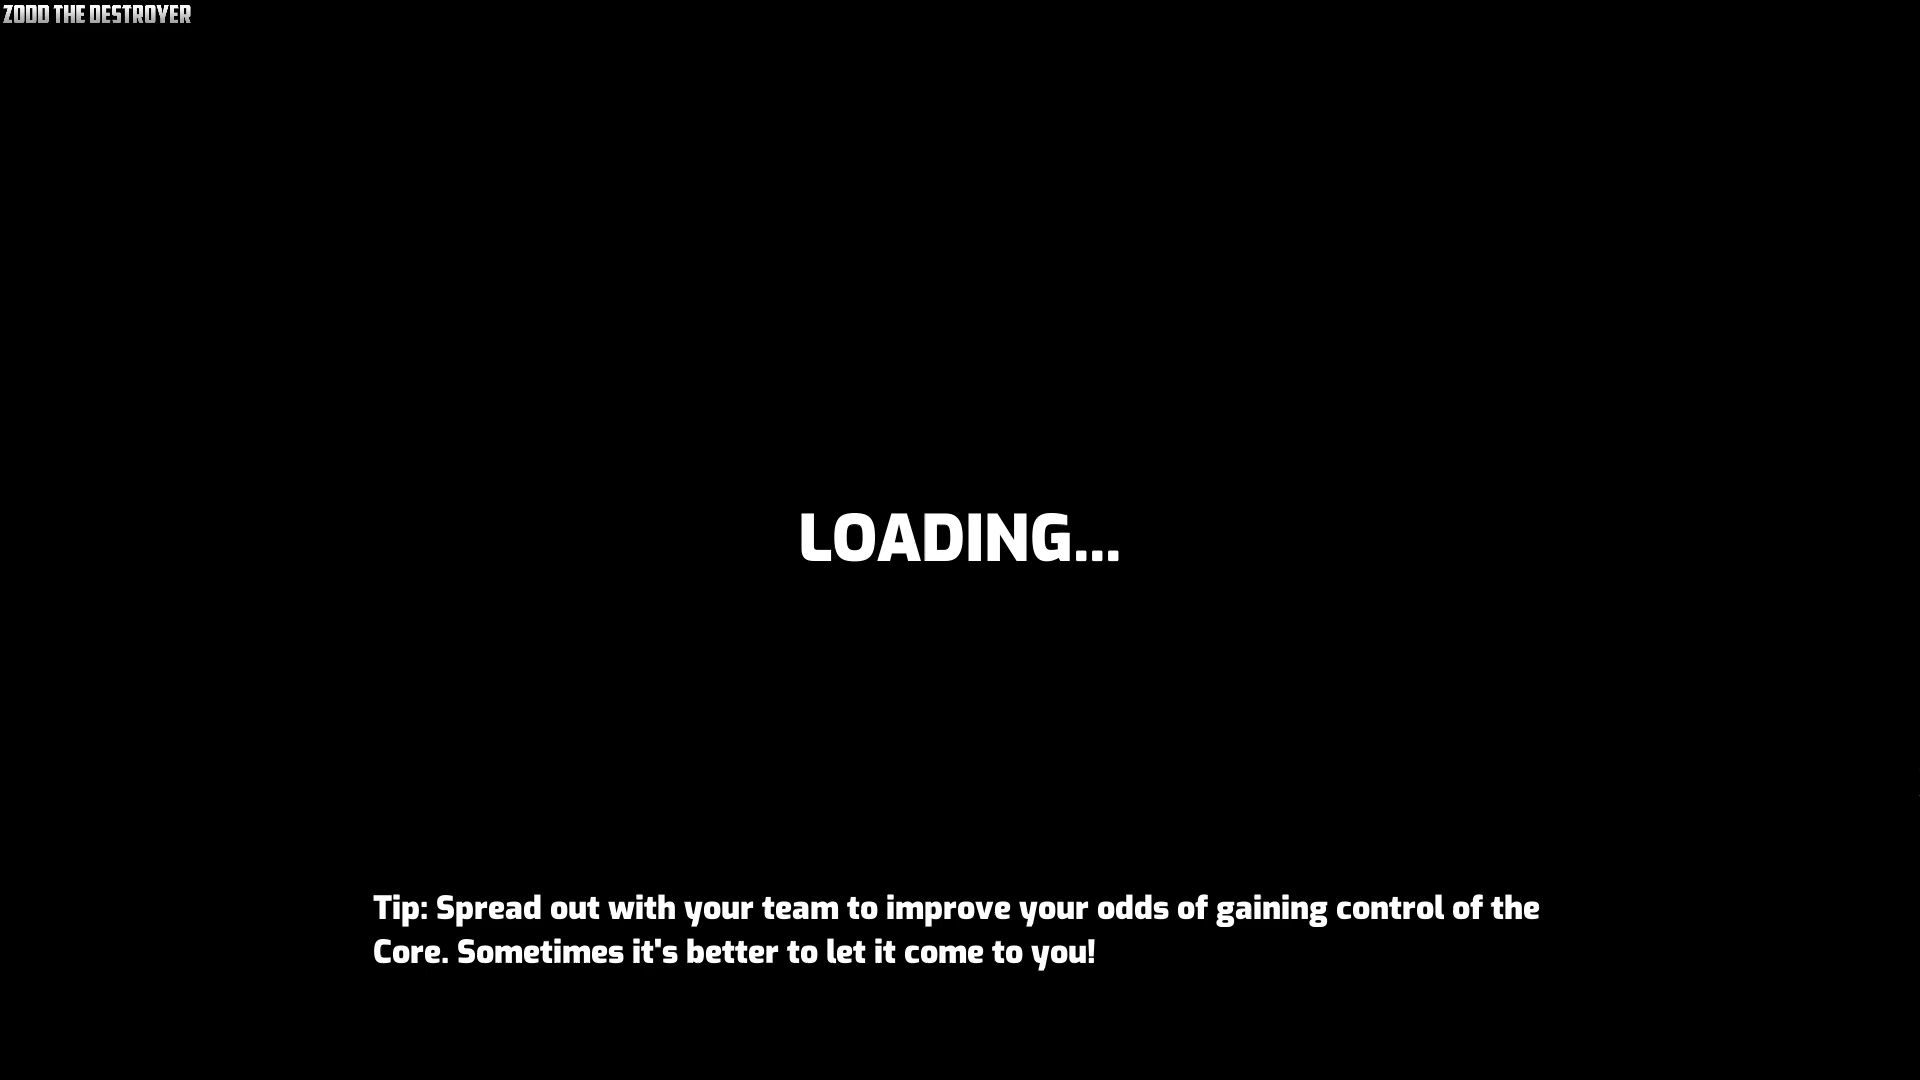 ZODD THE DESTROYER
LOADING...
Tip: Spread out with your team to improve your odds of gaining control of the
Core. Sometimes it's better to let it come to you!